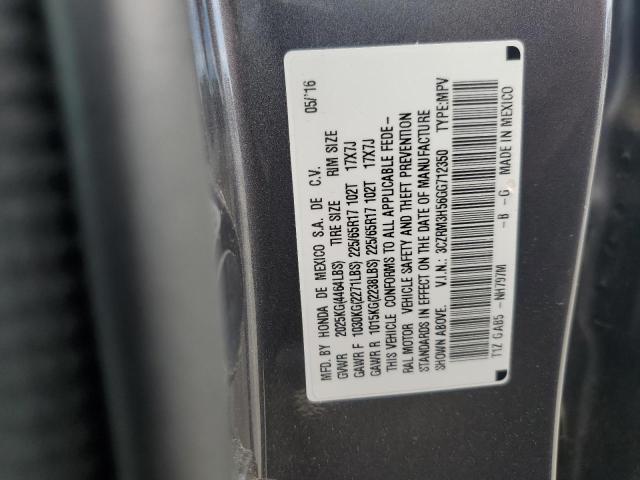 MFD. BY HONDA DE MEXICO S.A. DE C.V. 05/'16
GVWR 2025KG(4464LBS) TIRE SIZE RIM SIZE
GAWR F 1030KG(2271LBS) 225/65R17 102T 17X7J
GAWR R 1015KG(2238LBS) 225/65R17 102T 17X7J
THIS VEHICLE CONFORMS TO ALL APPLICABLE FEDE-
RAL MOTOR VEHICLE SAFETY AND THEFT PREVENTION
STANDARDS IN EFFECT ON THE DATE OF MANUFACTURE
SHOWN ABOVE. V.I.N.: 3CZRM3H56GG712350 TYPE:MPV
T1Z GAB5 -NH797M -B -G MADE IN MEXICO